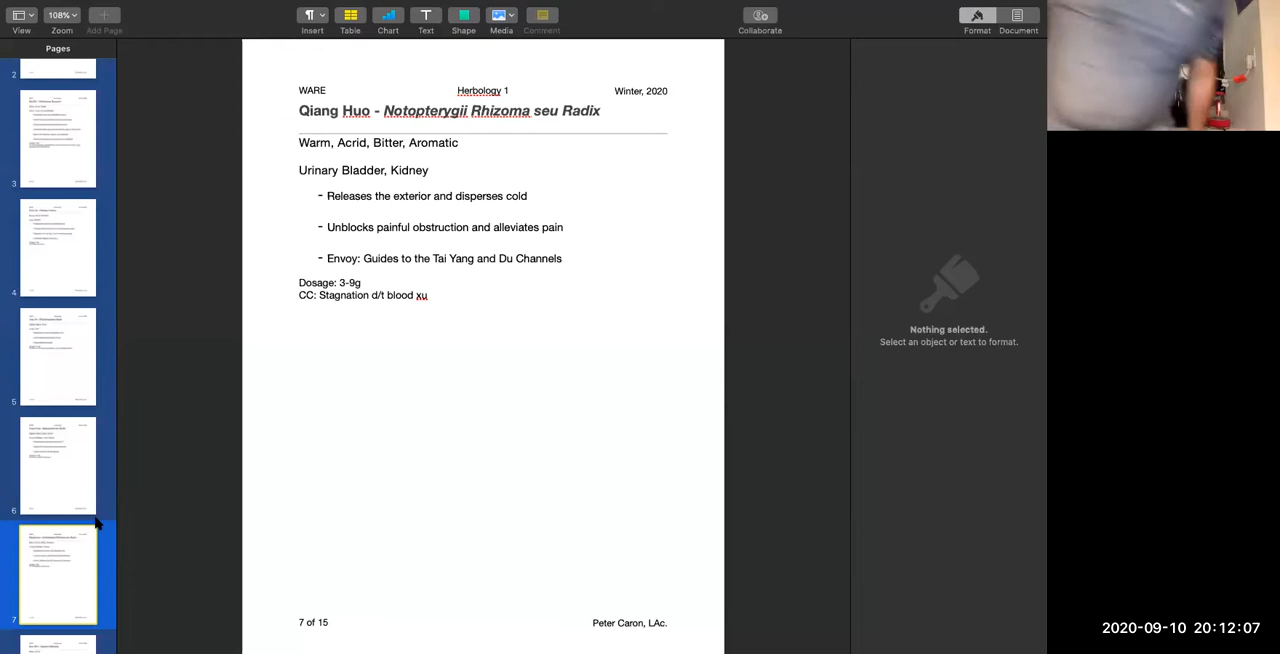 View
108%
Zoom
Add Page
Insert
Table
Chart
Text
Shape
Media
Comment
Collaborate
Format
Document
Pages
2
3
4
5
6
7
WARE Herbology 1 Winter, 2020
Qiang Huo - Notopterygii Rhizoma seu Radix
Warm, Acrid, Bitter, Aromatic
Urinary Bladder, Kidney
- Releases the exterior and disperses cold
- Unblocks painful obstruction and alleviates pain
- Envoy: Guides to the Tai Yang and Du Channels
Dosage: 3-9g
CC: Stagnation d/t blood xu
7 of 15 Peter Caron, LAc.
Nothing selected.
Select an object or text to format.
2020-09-10 20:12:07